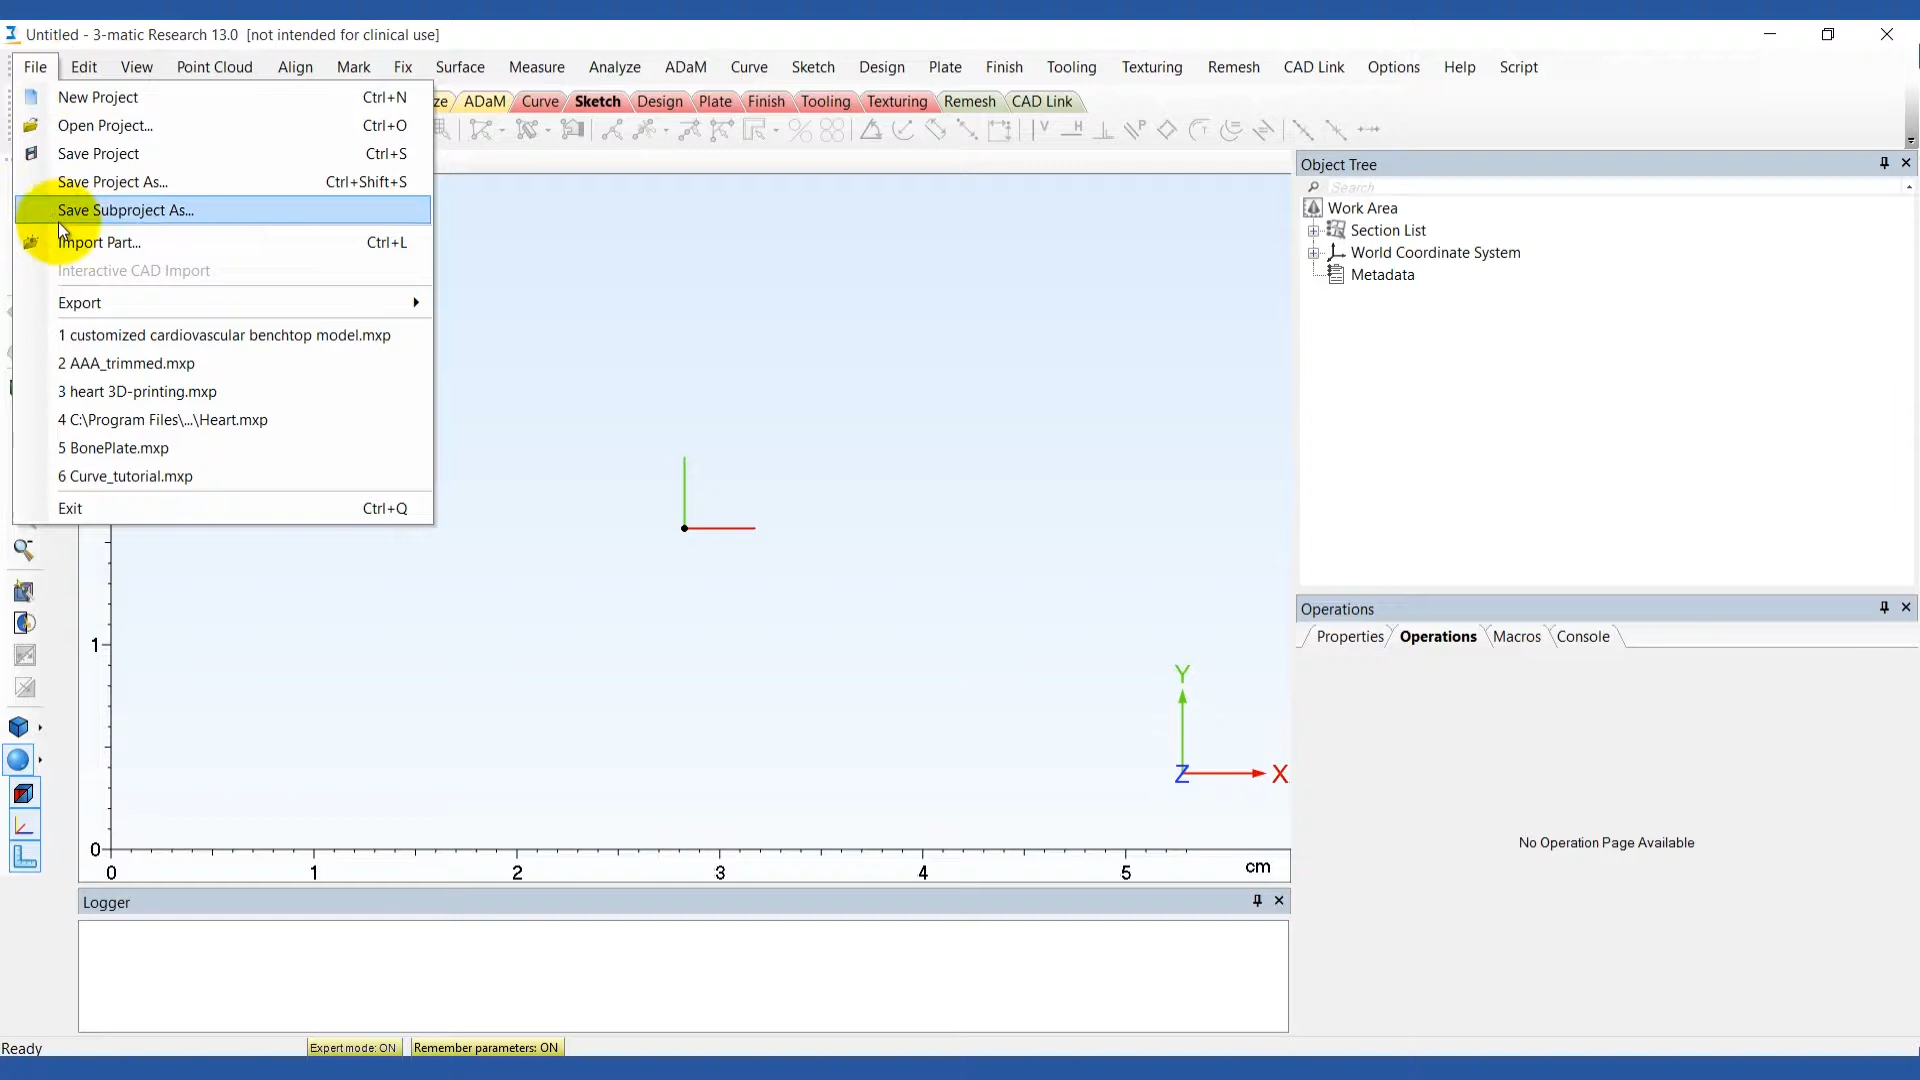 Untitled - 3-matic Research 13.0 [not intended for clinical use]
File Edit View Point Cloud Align Mark Fix Surface Measure Analyze ADaM Curve Sketch Design Plate Finish Tooling Texturing Remesh CAD Link Options Help Script
ze ADaM Curve Sketch Design Plate Finish Tooling Texturing Remesh CAD Link
New Project Ctrl+N
Open Project... Ctrl+O
Save Project Ctrl+S
Save Project As... Ctrl+Shift+S
Save Subproject As...
Import Part... Ctrl+L
Interactive CAD Import
Export
1 customized cardiovascular benchtop model.mxp
2 AAA_trimmed.mxp
3 heart 3D-printing.mxp
4 C:\Program Files\...\Heart.mxp
5 BonePlate.mxp
6 Curve_tutorial.mxp
Exit Ctrl+Q
Object Tree
Search
Work Area
Section List
World Coordinate System
Metadata
Operations
Properties Operations Macros Console
No Operation Page Available
Y
Z X
1
0
0 1 2 3 4 5 cm
Logger
Ready Expert mode: ON Remember parameters: ON